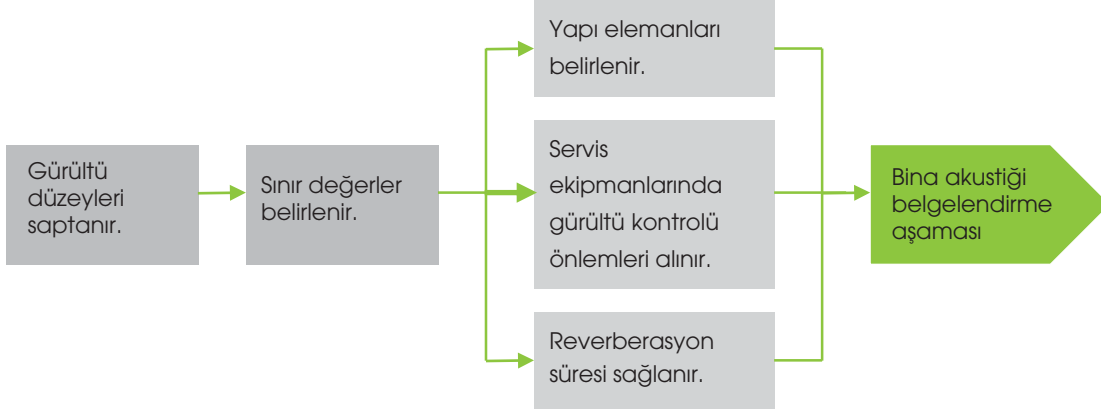 Gürültü
düzeyleri
saptanır.
Sınır değerler
belirlenir.
Yapı elemanları
belirlenir.
Servis
ekipmanlarında
gürültü kontrolü
önlemleri alınır.
Reverberasyon
süresi sağlanır.
Bina akustiği
belgelendirme
aşaması